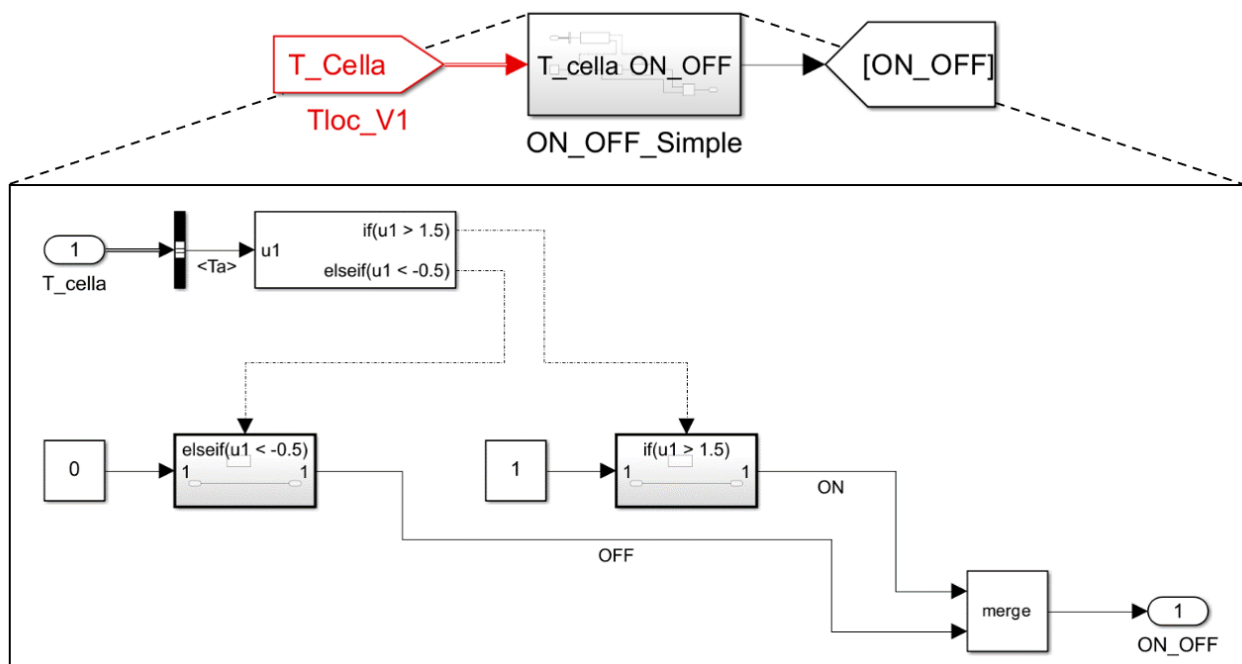 T_Cella
T_cella ON_OFF
[ON_OFF]
Tloc_V1
ON_OFF_Simple
1
T_cella
<Ta>
u1
if(u1 > 1.5)
elseif(u1 < -0.5)
0
elseif(u1 < -0.5)
1 1
1
if(u1 > 1.5)
1 1
ON
OFF
merge
1
ON_OFF